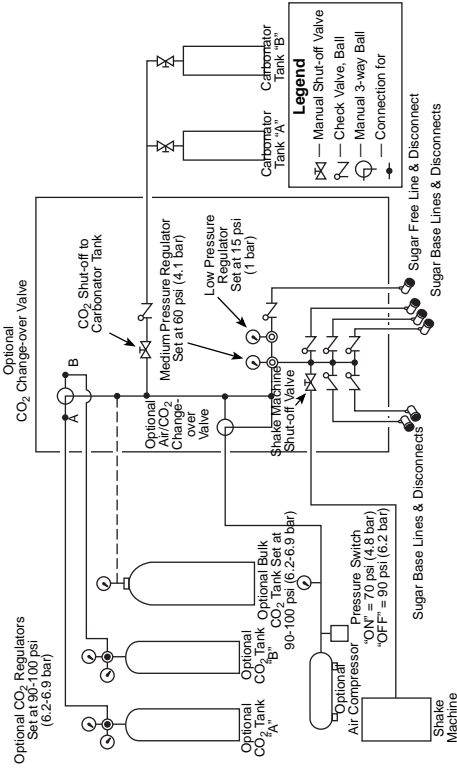 Optional CO2 Regulators
Set at 90-100 psi
(6.2-6.9 bar)
Optional
CO2 Tank
"A"
Optional
CO2 Tank
"B"
Optional Bulk
CO2 Tank Set at
90-100 psi (6.2-6.9 bar)
Optional
Air Compressor
Pressure Switch
"ON" = 70 psi (4.8 bar)
"OFF" = 90 psi (6.2 bar)
Shake
Machine
Optional
CO2 Change-over Valve
A
B
CO2 Shut-off to
Carbonator Tank
Medium Pressure Regulator
Set at 60 psi (4.1 bar)
Low Pressure
Regulator
Set at 15 psi
(1 bar)
Optional
Air/CO2
Change-
over
Valve
Shake Machine
Shut-off Valve
Sugar Base Lines & Disconnects
Sugar Free Line & Disconnect
Sugar Base Lines & Disconnects
Carbonator
Tank "A"
Carbonator
Tank "B"
Legend
— Manual Shut-off Valve
— Check Valve, Ball
— Manual 3-way Ball
— Connection for